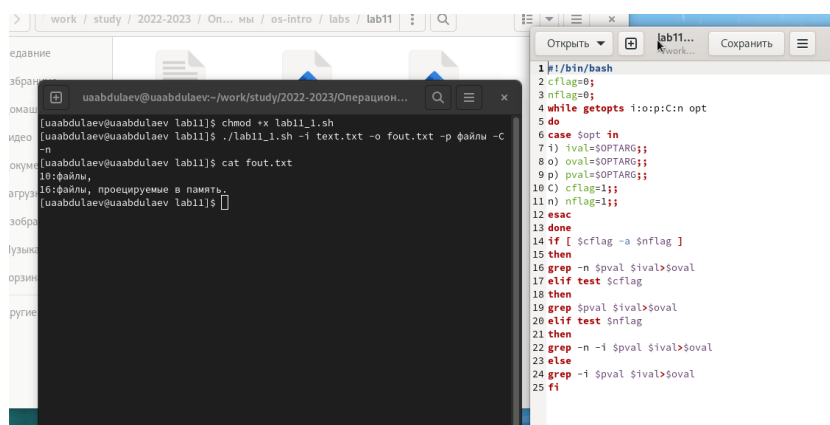 work / study / 2022-2023 / Оп... мы / os-intro / labs / lab11
едавние
збран
омаш
идео
окуме
агруз
зобра
узыка
орзин
ругие
uaabdulaev@uaabdulaev:~/work/study/2022-2023/Операцион...
[uaabdulaev@uaabdulaev lab11]$ chmod +x lab11_1.sh
[uaabdulaev@uaabdulaev lab11]$ ./lab11_1.sh -i text.txt -o fout.txt -p файлы -C
-n
[uaabdulaev@uaabdulaev lab11]$ cat fout.txt
10:файлы,
16:файлы, проецируемые в память.
[uaabdulaev@uaabdulaev lab11]$
Открыть lab11... Сохранить
1 #!/bin/bash
2 cflag=0;
3 nflag=0;
4 while getopts i:o:p:C:n opt
5 do
6 case $opt in
7 i) ival=$OPTARG;;
8 o) oval=$OPTARG;;
9 p) pval=$OPTARG;;
10 C) cflag=1;;
11 n) nflag=1;;
12 esac
13 done
14 if [ $cflag -a $nflag ]
15 then
16 grep -n $pval $ival>$oval
17 elif test $cflag
18 then
19 grep $pval $ival>$oval
20 elif test $nflag
21 then
22 grep -n -i $pval $ival>$oval
23 else
24 grep -i $pval $ival>$oval
25 fi